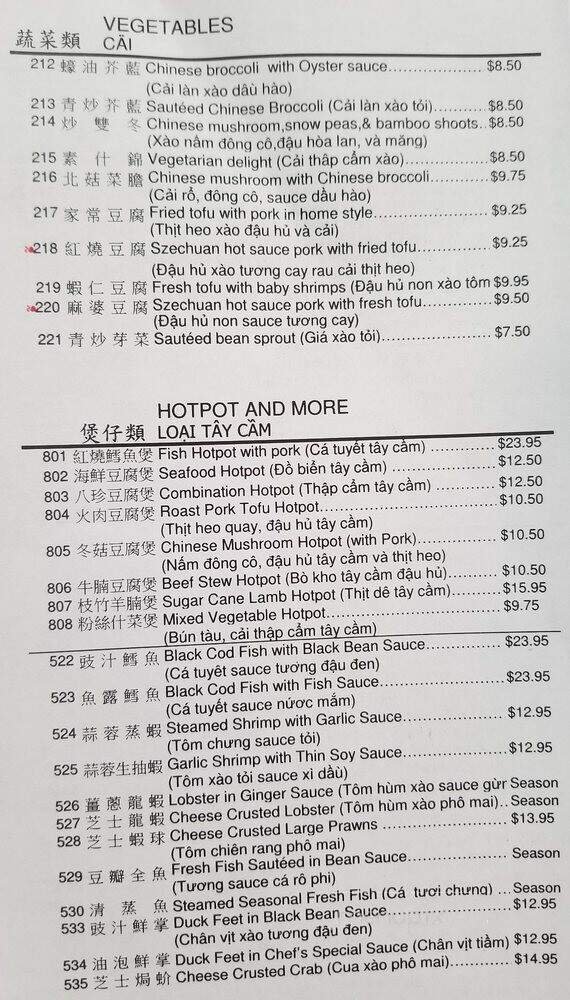 VEGETABLES
蔬菜類 CẢI
212 蠔油芥藍 Chinese broccoli with Oyster sauce................$8.50
(Cải làn xào dầu hào)
213 青炒芥藍 Sautéed Chinese Broccoli (Cải làn xào tỏi)..........$8.50
214 炒雙冬 Chinese mushroom,snow peas,& bamboo shoots..$8.50
(Xào nấm đông cô,đậu hòa lan, và măng)
215 素什錦 Vegetarian delight (Cải thập cẩm xào)...............$8.50
216 北菇菜膽 Chinese mushroom with Chinese broccoli..........$9.75
(Cải rổ, đông cô, sauce dầu hào)
217 家常豆腐 Fried tofu with pork in home style....................$9.25
(Thịt heo xào đậu hủ và cải)
218 紅燒豆腐 Szechuan hot sauce pork with fried tofu.............$9.25
(Đậu hủ xào tương cay rau cải thịt heo)
219 蝦仁豆腐 Fresh tofu with baby shrimps (Đậu hủ non xào tôm $9.95
220 麻婆豆腐 Szechuan hot sauce pork with fresh tofu............$9.50
(Đậu hủ non sauce tương cay)
221 青炒芽菜 Sautéed bean sprout (Giá xào tỏi)...................$7.50
HOTPOT AND MORE
煲仔類 LOẠI TÂY CẦM
801 紅燒鱈魚煲 Fish Hotpot with pork (Cá tuyết tây cầm) ............$23.95
802 海鮮豆腐煲 Seafood Hotpot (Đồ biển tây cầm) ...................$12.50
803 八珍豆腐煲 Combination Hotpot (Thập cẩm tây cầm) ...........$12.50
804 火肉豆腐煲 Roast Pork Tofu Hotpot...........................$10.50
(Thịt heo quay, đậu hủ tây cầm)
805 冬菇豆腐煲 Chinese Mushroom Hotpot (with Pork)..............$10.50
(Nấm đông cô, đậu hủ tây cầm và thịt heo)
806 牛腩豆腐煲 Beef Stew Hotpot (Bò kho tây cầm đậu hủ)..........$10.50
807 枝竹羊腩煲 Sugar Cane Lamb Hotpot (Thịt dê tây cầm).........$15.95
808 粉絲什菜煲 Mixed Vegetable Hotpot...........................$9.75
(Bún tàu, cải thập cẩm tây cầm)
522 豉汁鱈魚 Black Cod Fish with Black Bean Sauce..............$23.95
(Cá tuyêt sauce tương đậu đen)
523 魚露鱈魚 Black Cod Fish with Fish Sauce.....................$23.95
(Cá tuyết sauce nước mắm)
524 蒜蓉蒸蝦 Steamed Shrimp with Garlic Sauce.................$12.95
(Tôm chưng sauce tỏi)
525 蒜蓉生抽蝦 Garlic Shrimp with Thin Soy Sauce.................$12.95
(Tôm xào tỏi sauce xì dầu)
526 薑蔥龍蝦 Lobster in Ginger Sauce (Tôm hùm xào sauce gừr Season
527 芝士龍蝦 Cheese Crusted Lobster (Tôm hùm xào phô mai)..Season
528 芝士蝦球 Cheese Crusted Large Prawns ......................$13.95
(Tôm chiên rang phô mai)
529 豆瓣全魚 Fresh Fish Sautéed in Bean Sauce.................. Season
(Tương sauce cá rô phi)
530 清蒸魚 Steamed Seasonal Fresh Fish (Cá tươi chưng) ...Season
533 豉汁鮮掌 Duck Feet in Black Bean Sauce.....................$12.95
(Chân vịt xào tương đậu đen)
534 油泡鮮掌 Duck Feet in Chef's Special Sauce (Chân vịt tiềm) $12.95
535 芝士焗蚧 Cheese Crusted Crab (Cua xào phô mai)............$14.95